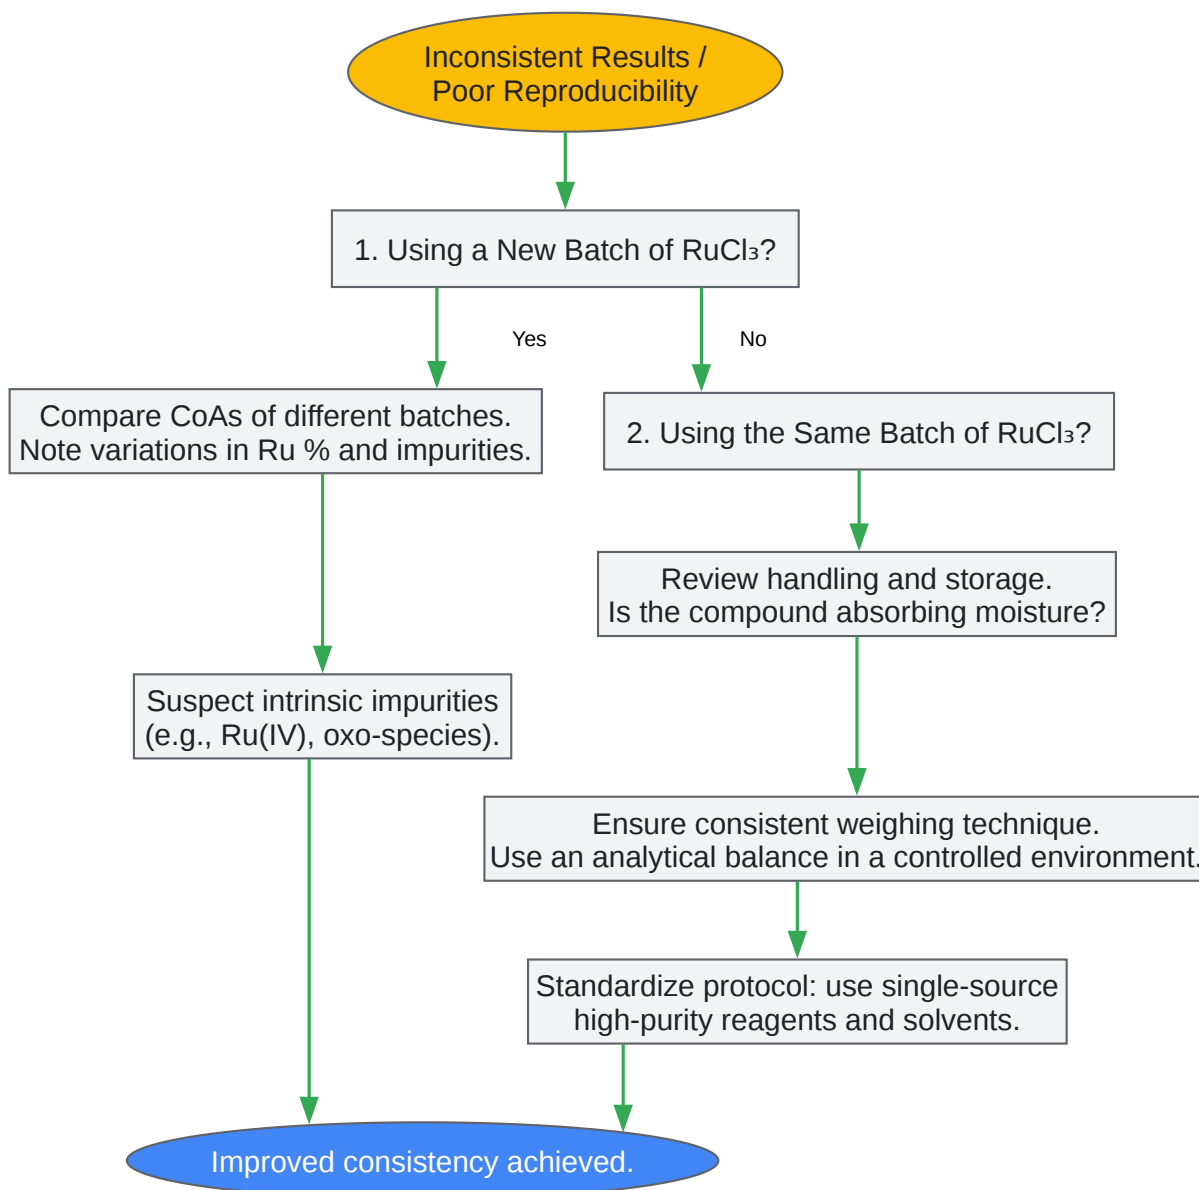 Inconsistent Results /
Poor Reproducibility
1. Using a New Batch of RuCl₃?
Yes
No
Compare CoAs of different batches.
Note variations in Ru % and impurities.
2. Using the Same Batch of RuCl₃?
Review handling and storage.
Is the compound absorbing moisture?
Suspect intrinsic impurities
(e.g., Ru(IV), oxo-species).
Ensure consistent weighing technique.
Use an analytical balance in a controlled environment.
Standardize protocol: use single-source
high-purity reagents and solvents.
Improved consistency achieved.